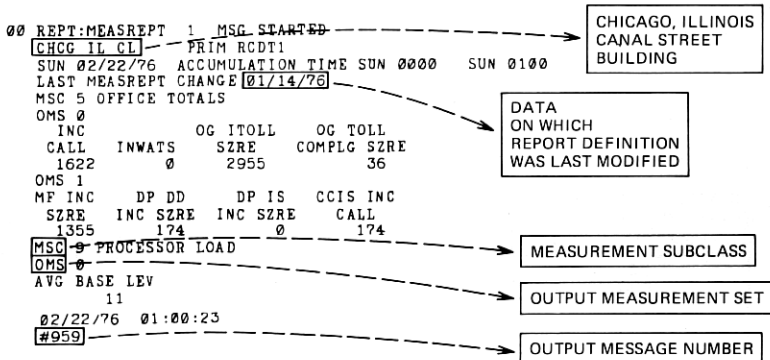 00 REPT:MEASREPT 1 MSG STARTED
CHCG IL CL PRIM RCDT1
SUN 02/22/76 ACCUMULATION TIME SUN 0000 SUN 0100
LAST MEASREPT CHANGE 01/14/76
MSC 5 OFFICE TOTALS
OMS 0
INC OG ITOLL OG TOLL
CALL INWATS SZRE COMPLG SZRE
1622 0 2955 36
OMS 1
MF INC DP DD DP IS CCIS INC
SZRE INC SZRE INC SZRE CALL
1355 174 0 174
MSC 9 PROCESSOR LOAD
OMS 0
AVG BASE LEV
11
02/22/76 01:00:23
#959
CHICAGO, ILLINOIS
CANAL STREET
BUILDING
DATA
ON WHICH
REPORT DEFINITION
WAS LAST MODIFIED
MEASUREMENT SUBCLASS
OUTPUT MEASUREMENT SET
OUTPUT MESSAGE NUMBER